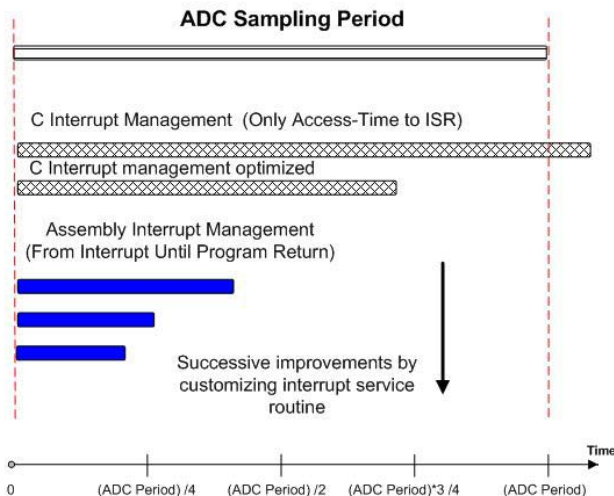 ADC Sampling Period
C Interrupt Management (Only Access-Time to ISR)
C Interrupt management optimized
Assembly Interrupt Management
(From Interrupt Until Program Return)
Successive improvements by
customizing interrupt service
routine
Time
0 (ADC Period) /4 (ADC Period) /2 (ADC Period)*3 /4 (ADC Period)